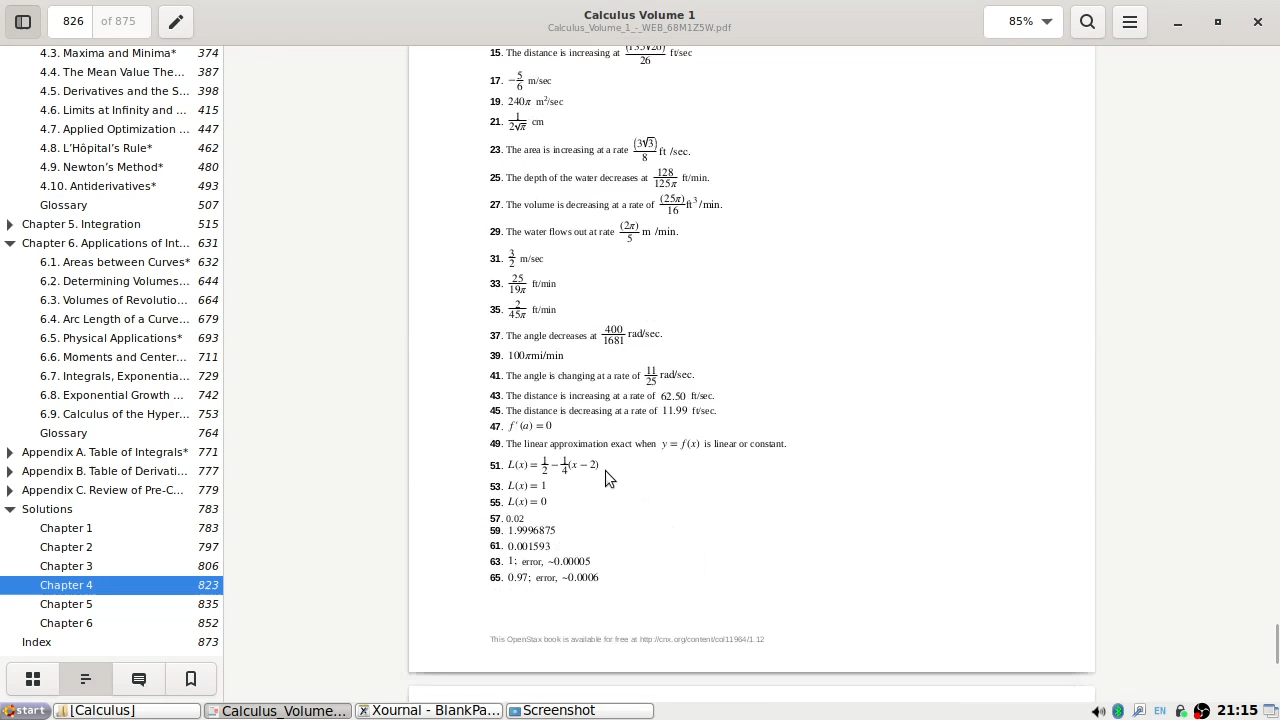 826 of 875
Calculus Volume 1
Calculus_Volume_1_-_WEB_68M1Z5W.pdf
85%
4.3. Maxima and Minima* 374
4.4. The Mean Value The... 387
4.5. Derivatives and the S... 398
4.6. Limits at Infinity and ... 415
4.7. Applied Optimization ... 447
4.8. L’Hôpital’s Rule* 462
4.9. Newton’s Method* 480
4.10. Antiderivatives* 493
Glossary 507
Chapter 5. Integration 515
Chapter 6. Applications of Int... 631
6.1. Areas between Curves* 632
6.2. Determining Volumes... 644
6.3. Volumes of Revolutio... 664
6.4. Arc Length of a Curve... 679
6.5. Physical Applications* 693
6.6. Moments and Center... 711
6.7. Integrals, Exponentia... 729
6.8. Exponential Growth ... 742
6.9. Calculus of the Hyper... 753
Glossary 764
Appendix A. Table of Integrals* 771
Appendix B. Table of Derivati... 777
Appendix C. Review of Pre-C... 779
Solutions 783
Chapter 1 783
Chapter 2 797
Chapter 3 806
Chapter 4 823
Chapter 5 835
Chapter 6 852
Index 873
15. The distance is increasing at (135√26)/26 ft/sec
17. −5/6 m/sec
19. 240π m²/sec
21. 1/(2√π) cm
23. The area is increasing at a rate (3√3)/8 ft /sec.
25. The depth of the water decreases at 128/125π ft/min.
27. The volume is decreasing at a rate of (25π)/16 ft³ /min.
29. The water flows out at rate (2π)/5 m /min.
31. 3/2 m/sec
33. 25/19π ft/min
35. 2/45π ft/min
37. The angle decreases at 400/1681 rad/sec.
39. 100πmi/min
41. The angle is changing at a rate of 11/25 rad/sec.
43. The distance is increasing at a rate of 62.50 ft/sec.
45. The distance is decreasing at a rate of 11.99 ft/sec.
47. f′(a) = 0
49. The linear approximation exact when y = f(x) is linear or constant.
51. L(x) = 1/2 − 1/4(x − 2)
53. L(x) = 1
55. L(x) = 0
57. 0.02
59. 1.9996875
61. 0.001593
63. 1; error, ~0.00005
65. 0.97; error, ~0.0006
This OpenStax book is available for free at http://cnx.org/content/col11964/1.12
start [Calculus] Calculus_Volume... Xournal - BlankPa... Screenshot EN 21:15